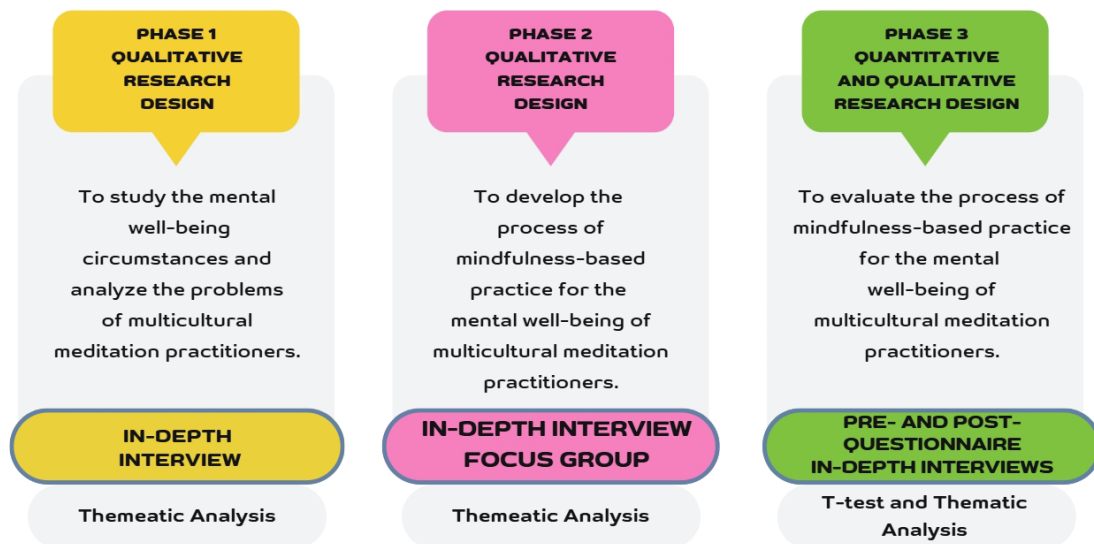 PHASE 1
QUALITATIVE
RESEARCH
DESIGN
To study the mental
well-being
circumstances and
analyze the problems
of multicultural
meditation practitioners.
IN-DEPTH
INTERVIEW
Themeatic Analysis
PHASE 2
QUALITATIVE
RESEARCH
DESIGN
To develop the
process of
mindfulness-based
practice for the
mental well-being of
multicultural meditation
practitioners.
IN-DEPTH INTERVIEW
FOCUS GROUP
Themeatic Analysis
PHASE 3
QUANTITATIVE
AND QUALITATIVE
RESEARCH DESIGN
To evaluate the process of
mindfulness-based practice
for the mental
well-being of
multicultural meditation
practitioners.
PRE- AND POST-
QUESTIONNAIRE
IN-DEPTH INTERVIEWS
T-test and Thematic
Analysis